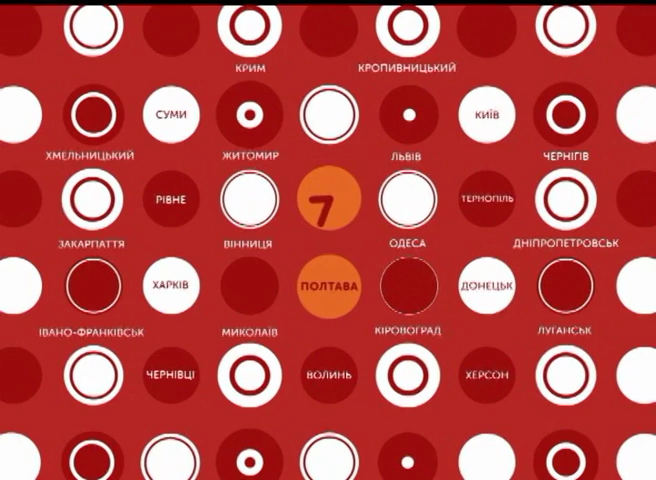 КРИМ КРОПИВНИЦЬКИЙ
СУМИ КИЇВ
ХМЕЛЬНИЦЬКИЙ ЖИТОМИР ЛЬВІВ ЧЕРНІГІВ
РІВНЕ 7 ТЕРНОПІЛЬ
ЗАКАРПАТТЯ ВІННИЦЯ ОДЕСА ДНІПРОПЕТРОВСЬК
ХАРКІВ ПОЛТАВА ДОНЕЦЬК
ІВАНО-ФРАНКІВСЬК МИКОЛАЇВ КІРОВОГРАД ЛУГАНСЬК
ЧЕРНІВЦІ ВОЛИНЬ ХЕРСОН